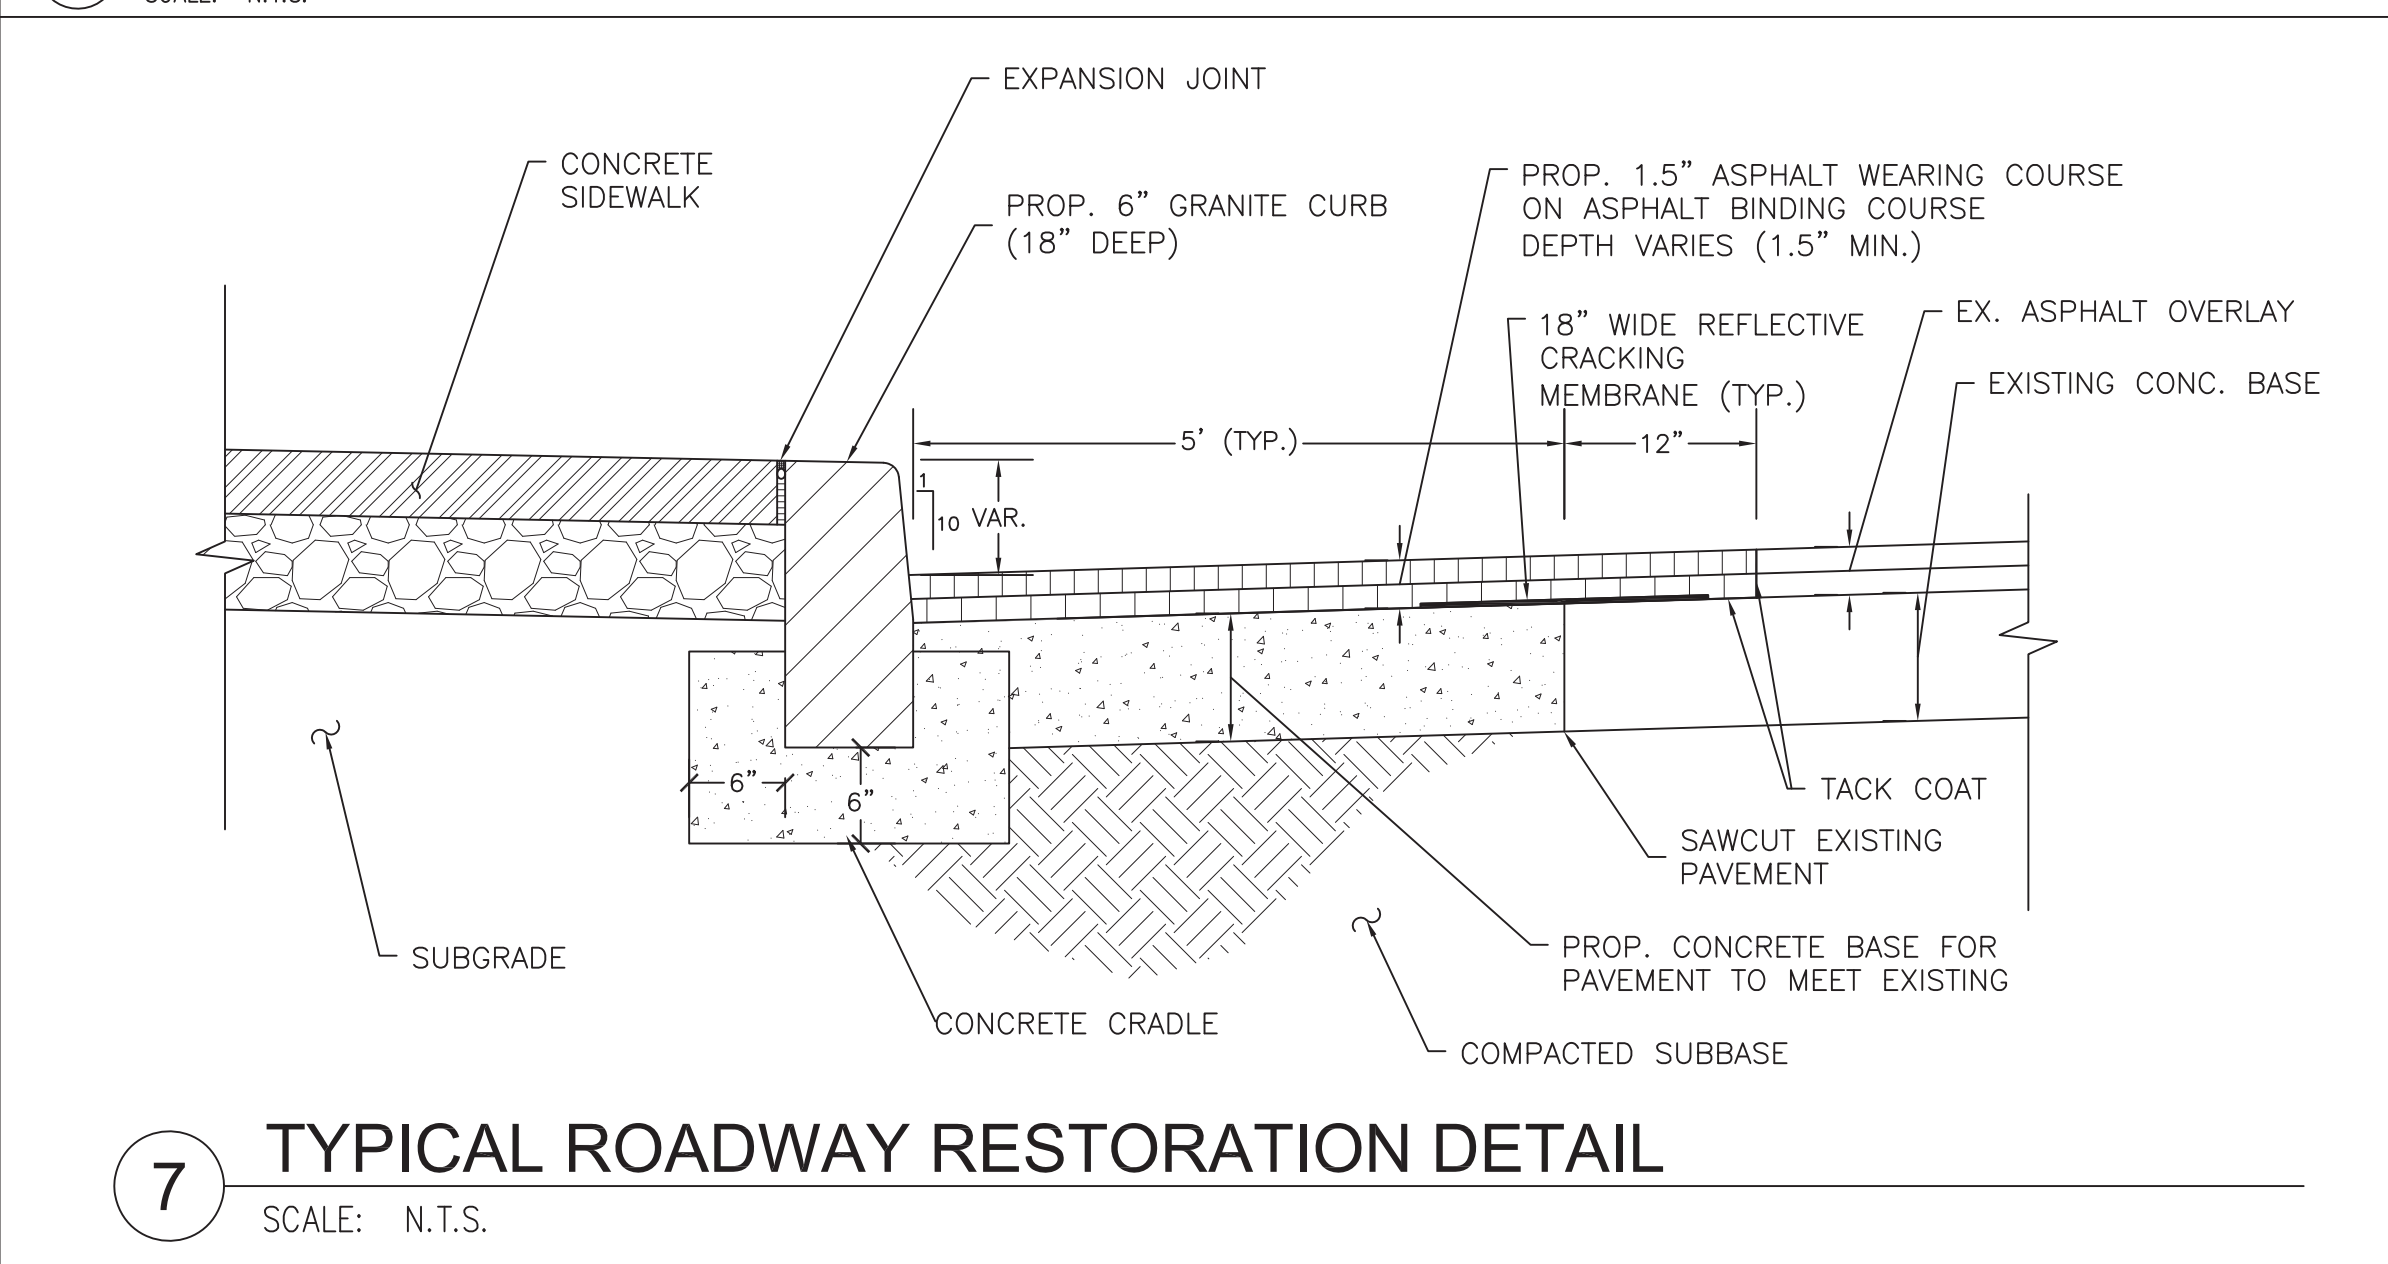 SCALE: N.T.S.
EXPANSION JOINT
CONCRETE
SIDEWALK
PROP. 6” GRANITE CURB
(18” DEEP)
PROP. 1.5” ASPHALT WEARING COURSE
ON ASPHALT BINDING COURSE
DEPTH VARIES (1.5” MIN.)
18” WIDE REFLECTIVE
CRACKING
MEMBRANE (TYP.)
EX. ASPHALT OVERLAY
EXISTING CONC. BASE
5’ (TYP.)
12”
1
10
VAR.
6”
6”
TACK COAT
SAWCUT EXISTING
PAVEMENT
SUBGRADE
PROP. CONCRETE BASE FOR
PAVEMENT TO MEET EXISTING
CONCRETE CRADLE
COMPACTED SUBBASE
7
TYPICAL ROADWAY RESTORATION DETAIL
SCALE: N.T.S.